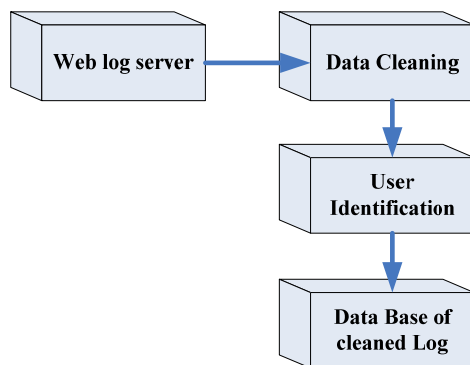 Web log server
Data Cleaning
User
Identification
Data Base of
cleaned Log